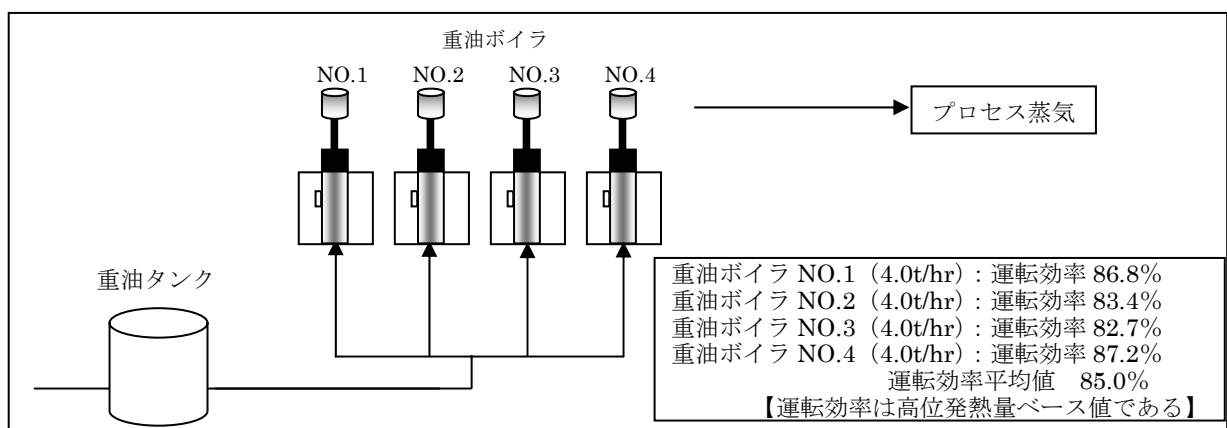 重油ボイラ
NO.1 NO.2 NO.3 NO.4
プロセス蒸気
重油タンク
重油ボイラ NO.1（4.0t/hr）: 運転効率 86.8％
重油ボイラ NO.2（4.0t/hr）: 運転効率 83.4％
重油ボイラ NO.3（4.0t/hr）: 運転効率 82.7％
重油ボイラ NO.4（4.0t/hr）: 運転効率 87.2％
運転効率平均値　85.0％
【運転効率は高位発熱量ベース値である】